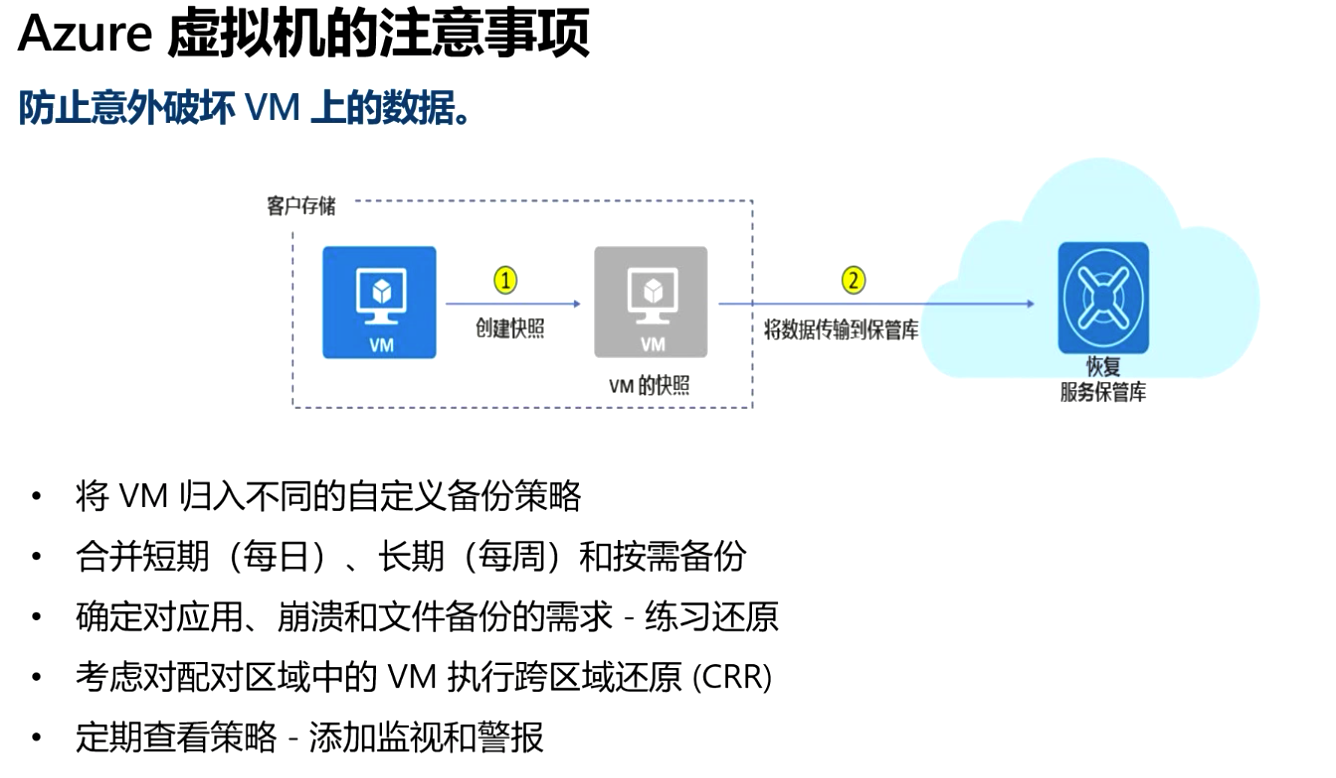 Azure 虚拟机的注意事项
防止意外破坏 VM 上的数据。
客户存储
VM
1
创建快照
VM
VM 的快照
2
将数据传输到保管库
恢复
服务保管库
• 将 VM 归入不同的自定义备份策略
• 合并短期（每日）、长期（每周）和按需备份
• 确定对应用、崩溃和文件备份的需求 - 练习还原
• 考虑对配对区域中的 VM 执行跨区域还原 (CRR)
• 定期查看策略 - 添加监视和警报